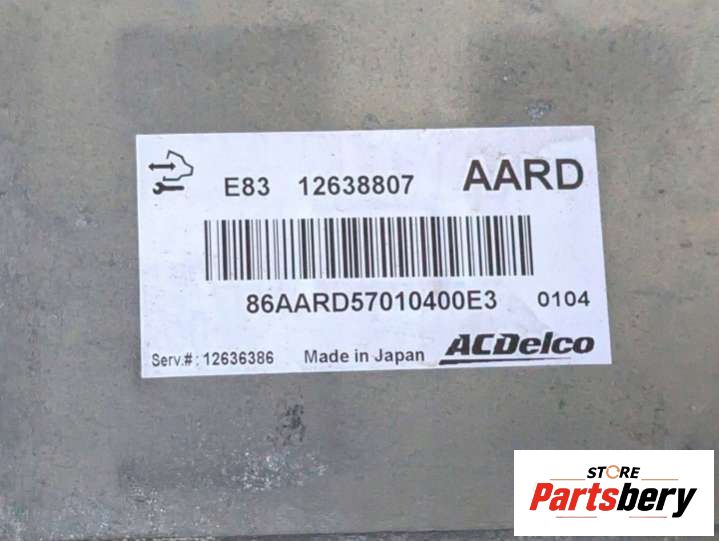 E83 12638807 AARD
86AARD57010400E3 0104
Serv.#: 12636386 Made in Japan ACDelco
STORE
Partsbery